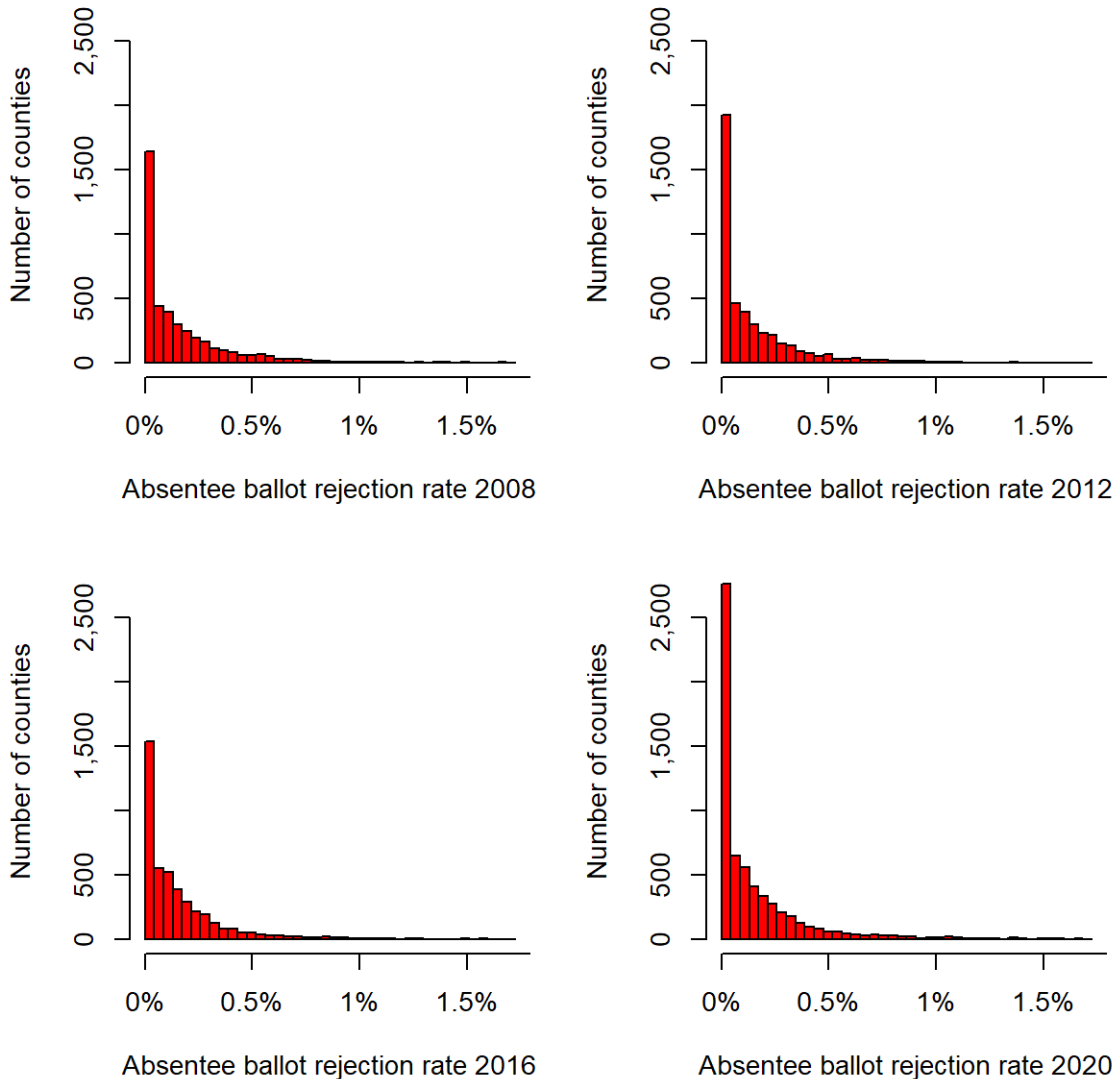 Number of counties
2,500
1,500
500
0
0% 0.5% 1% 1.5%
Absentee ballot rejection rate 2008
Number of counties
2,500
1,500
500
0
0% 0.5% 1% 1.5%
Absentee ballot rejection rate 2012
Number of counties
2,500
1,500
500
0
0% 0.5% 1% 1.5%
Absentee ballot rejection rate 2016
Number of counties
2,500
1,500
500
0
0% 0.5% 1% 1.5%
Absentee ballot rejection rate 2020